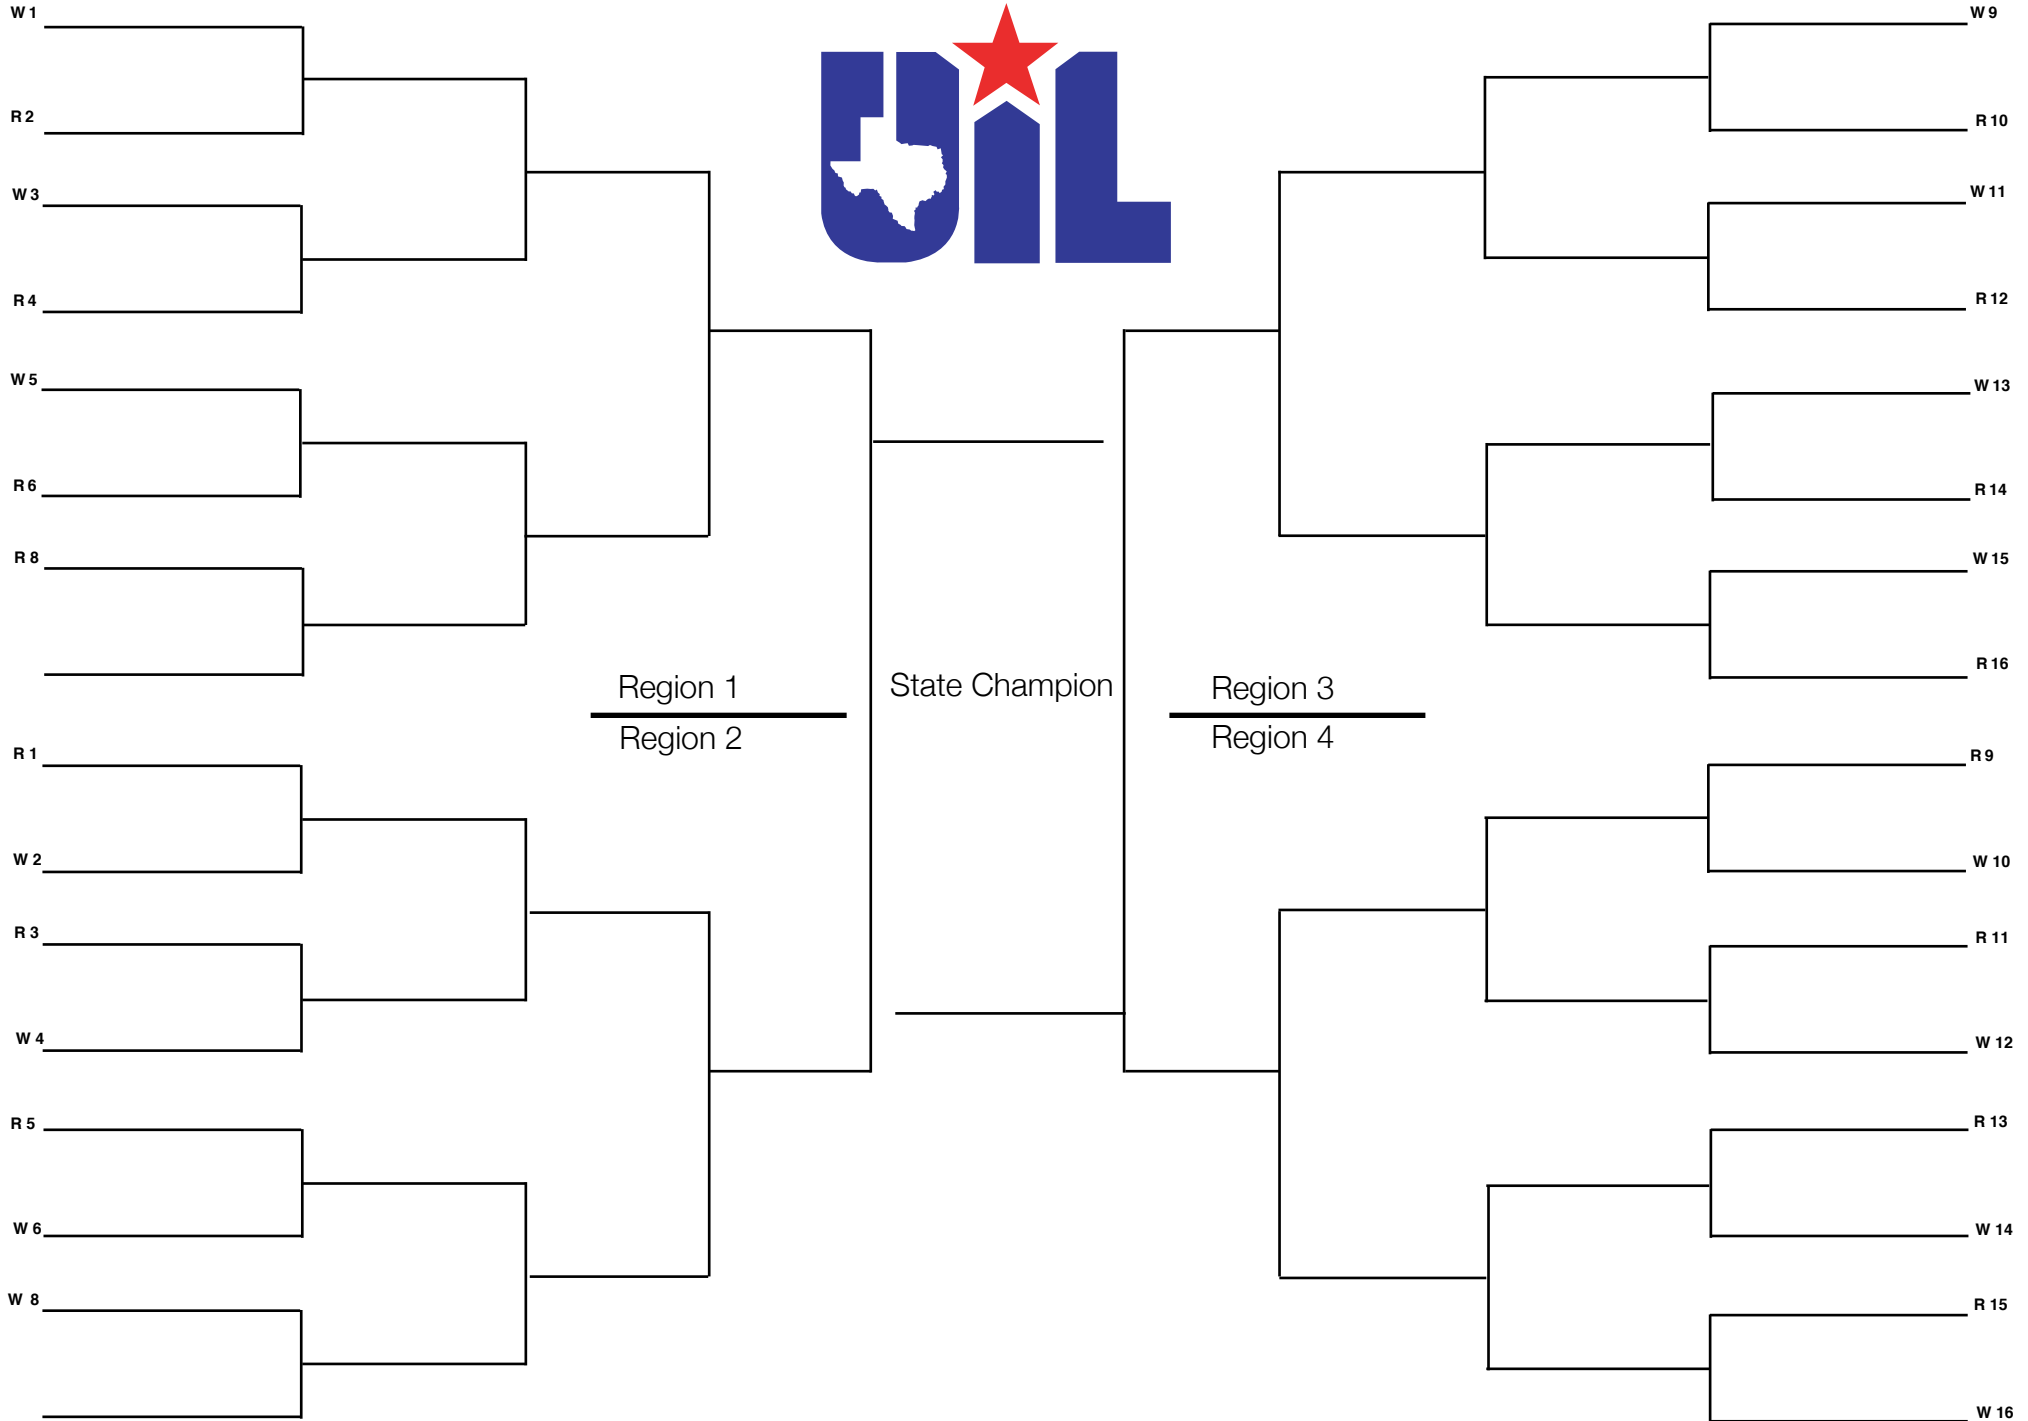 W 1
R 2
W 3
R 4
W 5
R 6
R 8
R 1
W 2
R 3
W 4
R 5
W 6
W 8
UIL
Region 1
Region 2
State Champion
Region 3
Region 4
W 9
R 10
W 11
R 12
W 13
R 14
W 15
R 16
R 9
W 10
R 11
W 12
R 13
W 14
R 15
W 16